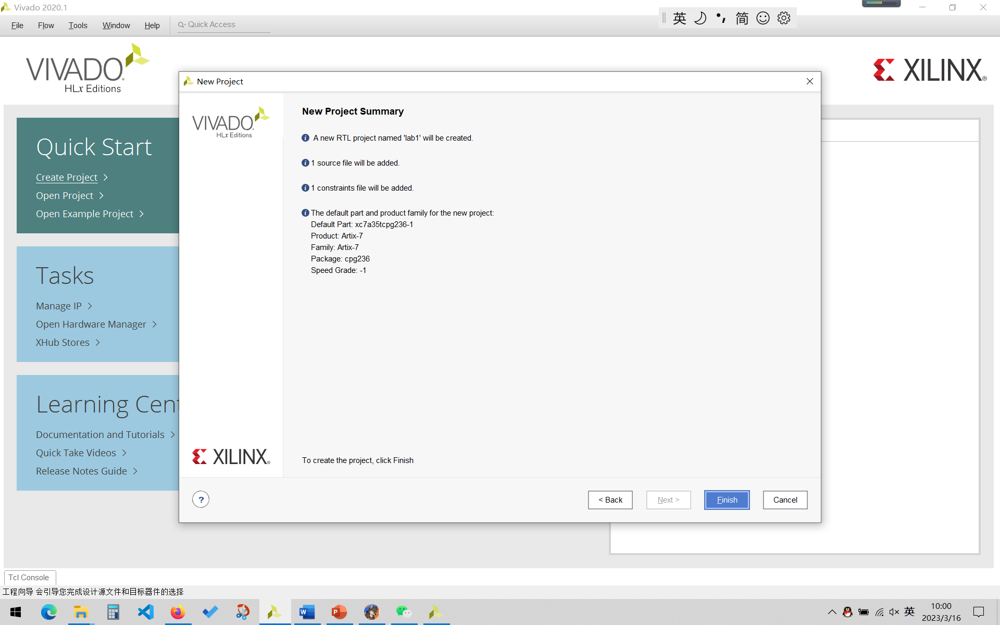 Vivado 2020.1
File Flow Tools Window Help Quick Access
英 简
VIVADO
HLx Editions
XILINX®
Quick Start
Create Project
Open Project
Open Example Project
Tasks
Manage IP
Open Hardware Manager
XHub Stores
Learning Cent
Documentation and Tutorials
Quick Take Videos
Release Notes Guide
New Project
VIVADO
HLx Editions
New Project Summary
A new RTL project named 'lab1' will be created.
1 source file will be added.
1 constraints file will be added.
The default part and product family for the new project:
Default Part: xc7a35tcpg236-1
Product: Artix-7
Family: Artix-7
Package: cpg236
Speed Grade: -1
XILINX®
To create the project, click Finish
? < Back Next > Finish Cancel
Tcl Console
工程向导 会引导您完成设计源文件和目标器件的选择
英 10:00
2023/3/16